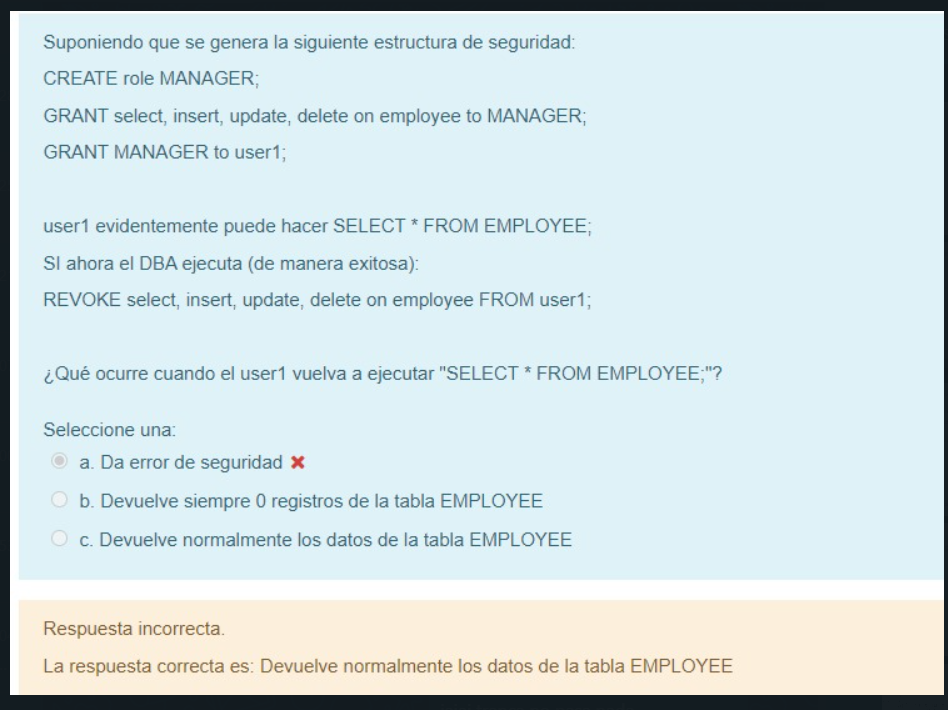 Suponiendo que se genera la siguiente estructura de seguridad:
CREATE role MANAGER;
GRANT select, insert, update, delete on employee to MANAGER;
GRANT MANAGER to user1;
user1 evidentemente puede hacer SELECT * FROM EMPLOYEE;
SI ahora el DBA ejecuta (de manera exitosa):
REVOKE select, insert, update, delete on employee FROM user1;
¿Qué ocurre cuando el user1 vuelva a ejecutar "SELECT * FROM EMPLOYEE;"?
Seleccione una:
a. Da error de seguridad
b. Devuelve siempre 0 registros de la tabla EMPLOYEE
c. Devuelve normalmente los datos de la tabla EMPLOYEE
Respuesta incorrecta.
La respuesta correcta es: Devuelve normalmente los datos de la tabla EMPLOYEE